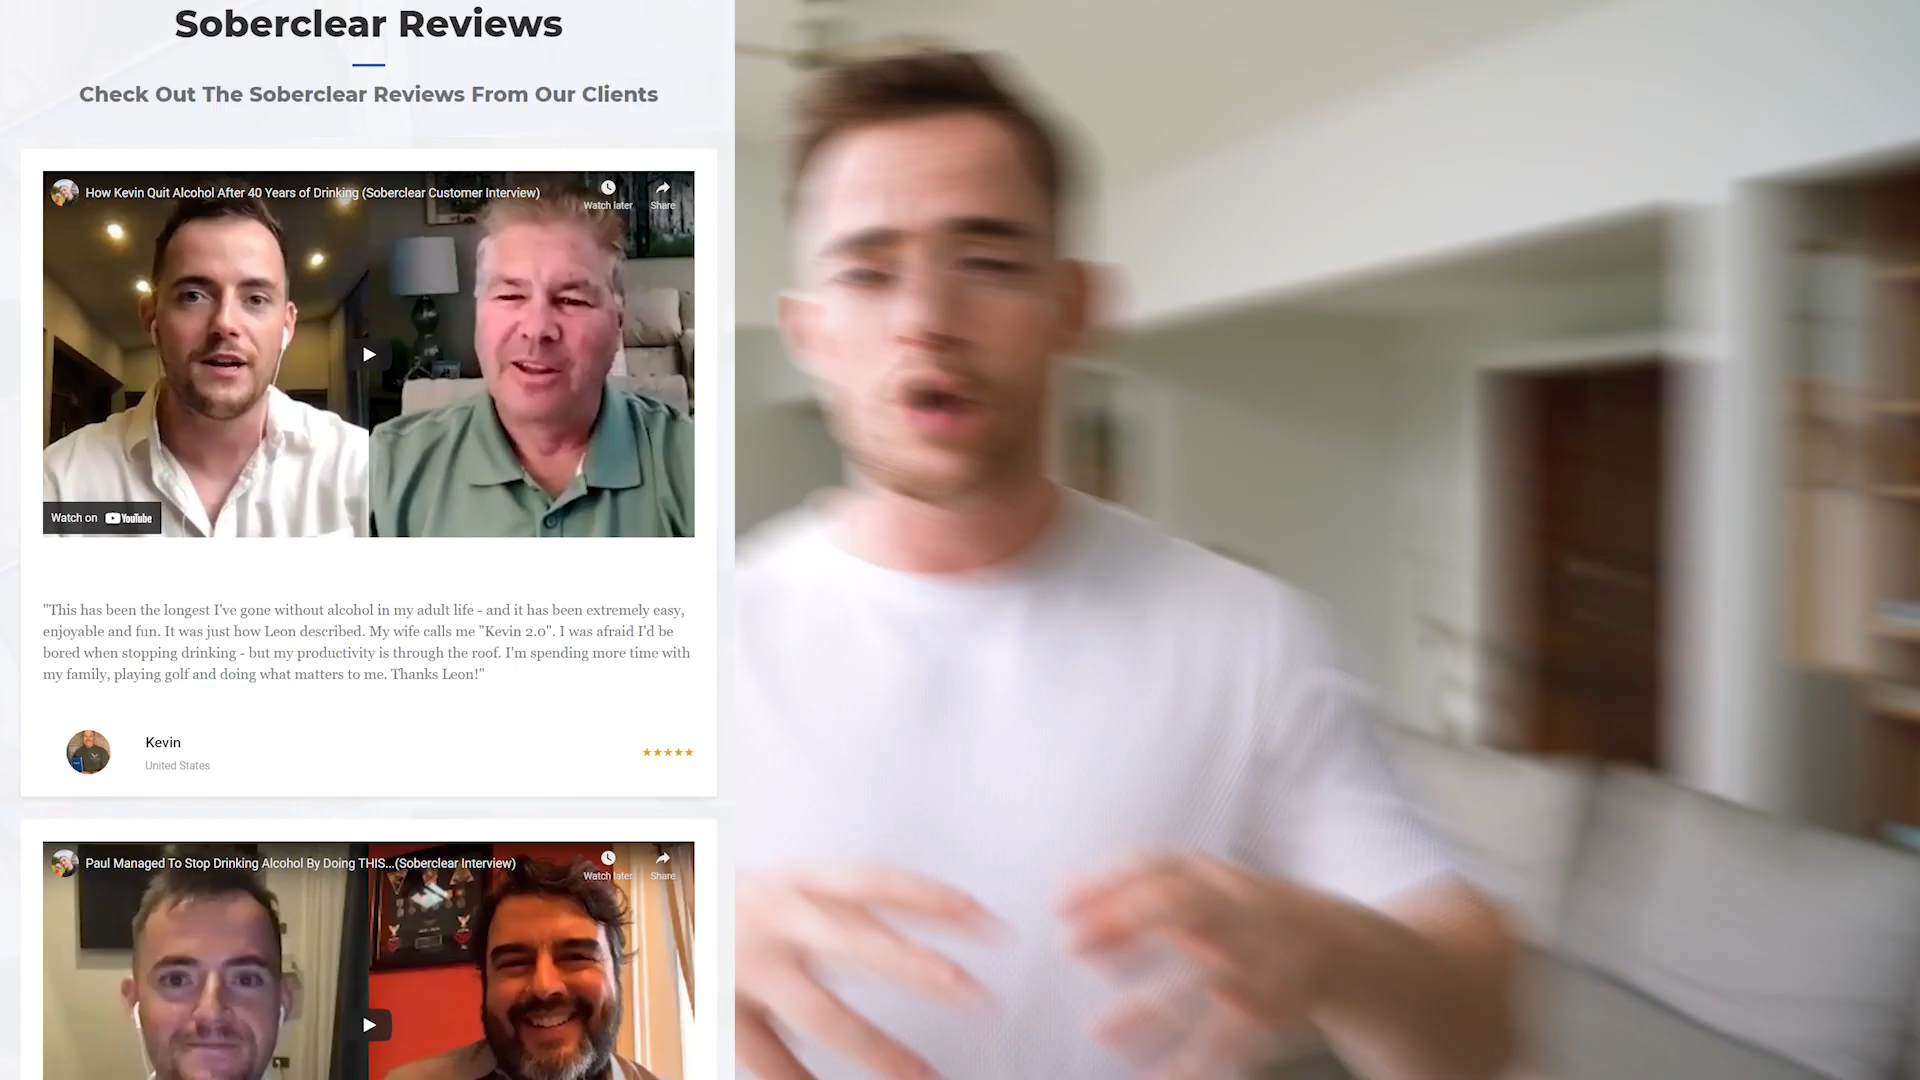 Soberclear Reviews
Check Out The Soberclear Reviews From Our Clients
How Kevin Quit Alcohol After 40 Years of Drinking (Soberclear Customer Interview)
Watch later
Share
Watch on YouTube
"This has been the longest I've gone without alcohol in my adult life - and it has been extremely easy,
enjoyable and fun. It was just how Leon described. My wife calls me "Kevin 2.0". I was afraid I'd be
bored when stopping drinking - but my productivity is through the roof. I'm spending more time with
my family, playing golf and doing what matters to me. Thanks Leon!"
Kevin
United States
Paul Managed To Stop Drinking Alcohol By Doing THIS...(Soberclear Interview)
Watch later
Share